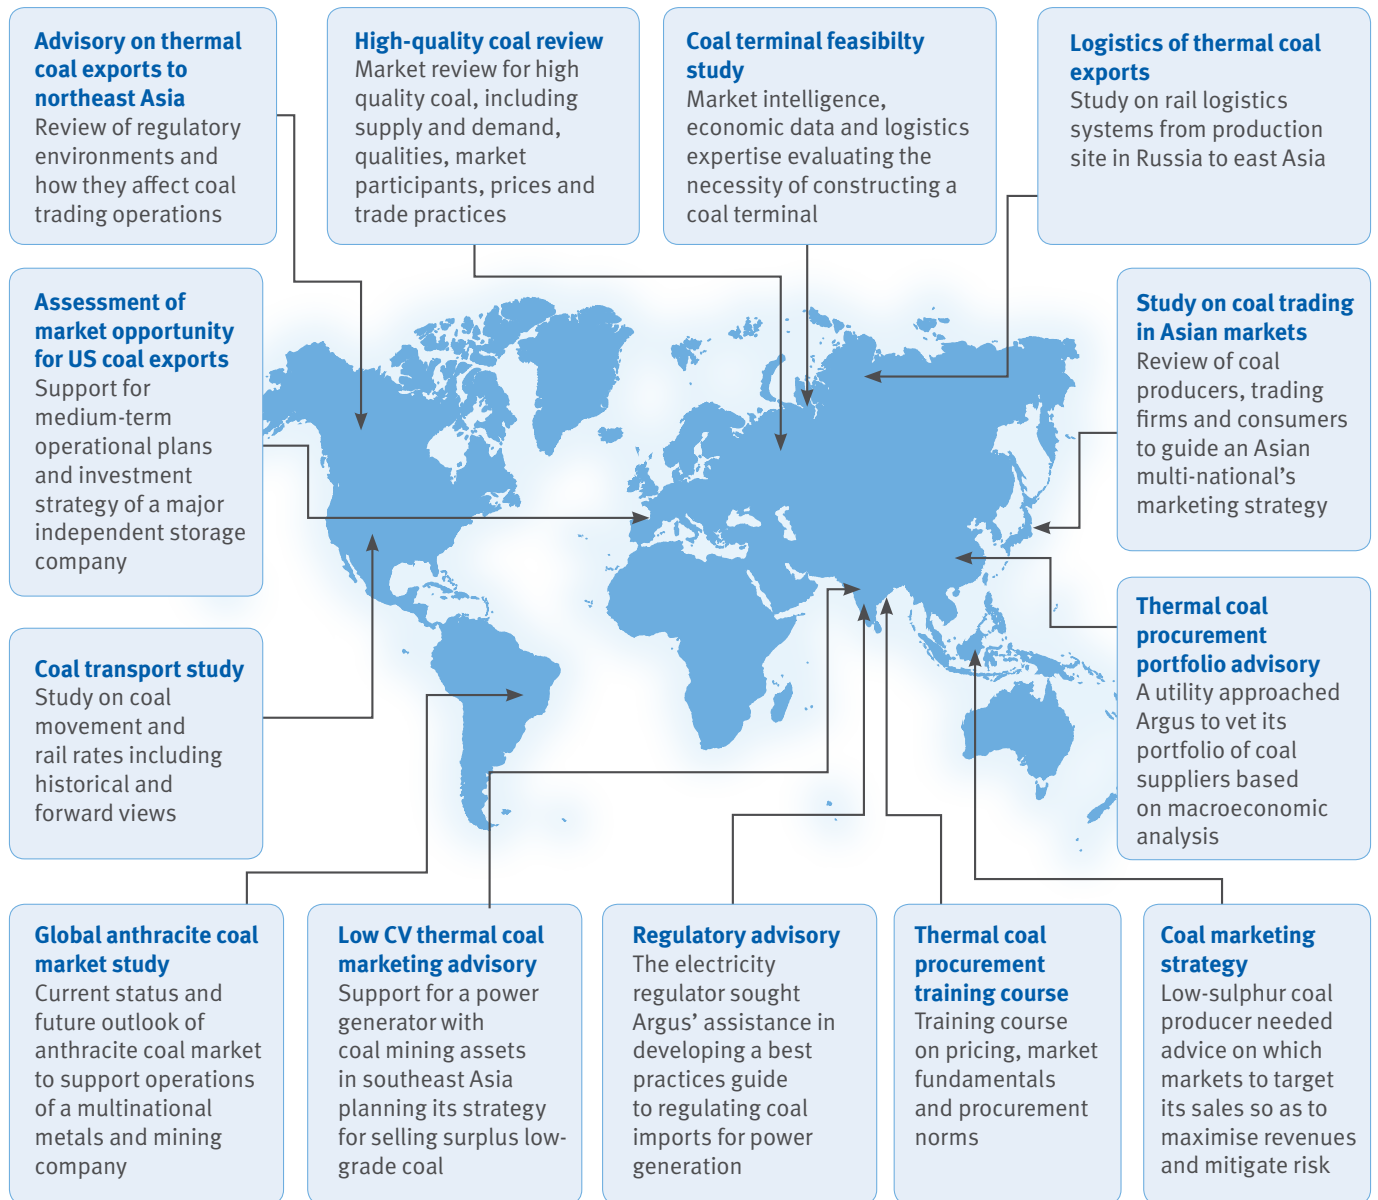 Advisory on thermal
coal exports to
northeast Asia
Review of regulatory
environments and
how they affect coal
trading operations
High-quality coal review
Market review for high
quality coal, including
supply and demand,
qualities, market
participants, prices and
trade practices
Coal terminal feasibilty
study
Market intelligence,
economic data and logistics
expertise evaluating the
necessity of constructing a
coal terminal
Logistics of thermal coal
exports
Study on rail logistics
systems from production
site in Russia to east Asia
Assessment of
market opportunity
for US coal exports
Support for
medium-term
operational plans
and investment
strategy of a major
independent storage
company
Study on coal trading
in Asian markets
Review of coal
producers, trading
firms and consumers
to guide an Asian
multi-national’s
marketing strategy
Coal transport study
Study on coal
movement and
rail rates including
historical and
forward views
Thermal coal
procurement
portfolio advisory
A utility approached
Argus to vet its
portfolio of coal
suppliers based
on macroeconomic
analysis
Global anthracite coal
market study
Current status and
future outlook of
anthracite coal market
to support operations
of a multinational
metals and mining
company
Low CV thermal coal
marketing advisory
Support for a power
generator with
coal mining assets
in southeast Asia
planning its strategy
for selling surplus low-
grade coal
Regulatory advisory
The electricity
regulator sought
Argus’ assistance in
developing a best
practices guide
to regulating coal
imports for power
generation
Thermal coal
procurement
training course
Training course
on pricing, market
fundamentals
and procurement
norms
Coal marketing
strategy
Low-sulphur coal
producer needed
advice on which
markets to target
its sales so as to
maximise revenues
and mitigate risk